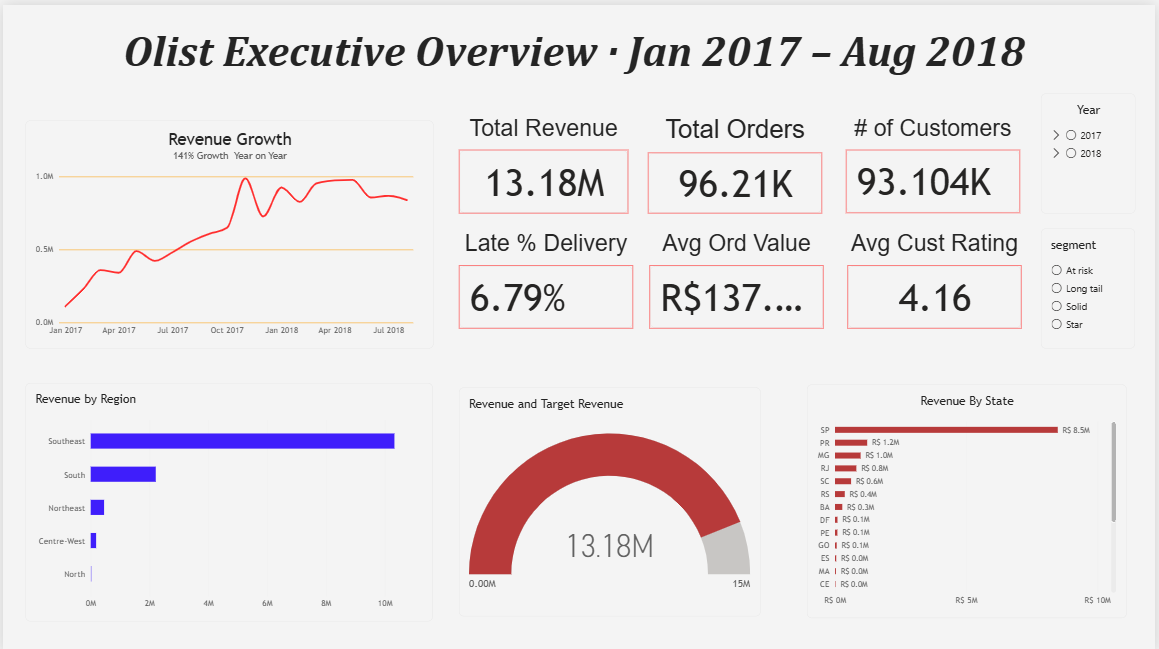 Olist Executive Overview · Jan 2017 – Aug 2018
Revenue Growth
141% Growth  Year on Year
1.0M
0.5M
0.0M
Jan 2017
Apr 2017
Jul 2017
Oct 2017
Jan 2018
Apr 2018
Jul 2018
Total Revenue
13.18M
Total Orders
96.21K
# of Customers
93.104K
Late % Delivery
6.79%
Avg Ord Value
R$137....
Avg Cust Rating
4.16
Year
2017
2018
segment
At risk
Long tail
Solid
Star
Revenue by Region
Southeast
South
Northeast
Centre-West
North
0M
2M
4M
6M
8M
10M
Revenue and Target Revenue
13.18M
0.00M
15M
Revenue By State
SP R$ 8.5M
PR R$ 1.2M
MG R$ 1.0M
RJ R$ 0.8M
SC R$ 0.6M
RS R$ 0.4M
BA R$ 0.3M
DF R$ 0.1M
PE R$ 0.1M
GO R$ 0.1M
ES R$ 0.0M
MA R$ 0.0M
CE R$ 0.0M
R$ 0M
R$ 5M
R$ 10M